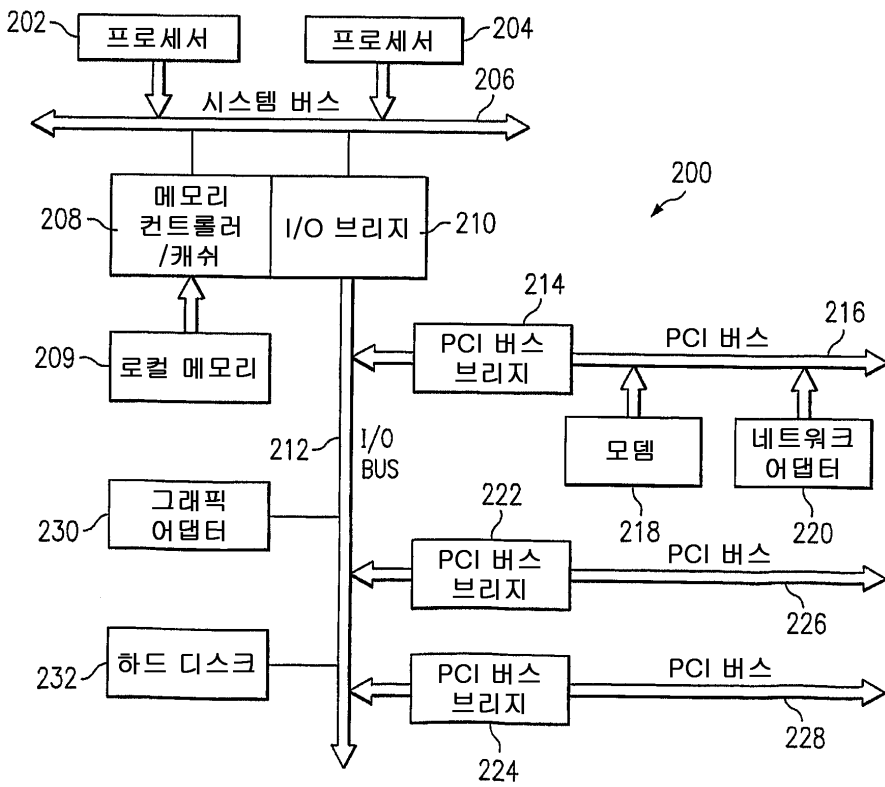 202
프로세서
프로세서
204
시스템 버스
206
200
208
메모리
컨트롤러
/캐쉬
I/O 브리지
210
214
PCI 버스
브리지
PCI 버스
216
209
로컬 메모리
212
I/O
BUS
모뎀
네트워크
어댑터
218
220
230
그래픽
어댑터
222
PCI 버스
브리지
PCI 버스
226
232
하드 디스크
PCI 버스
브리지
PCI 버스
224
228